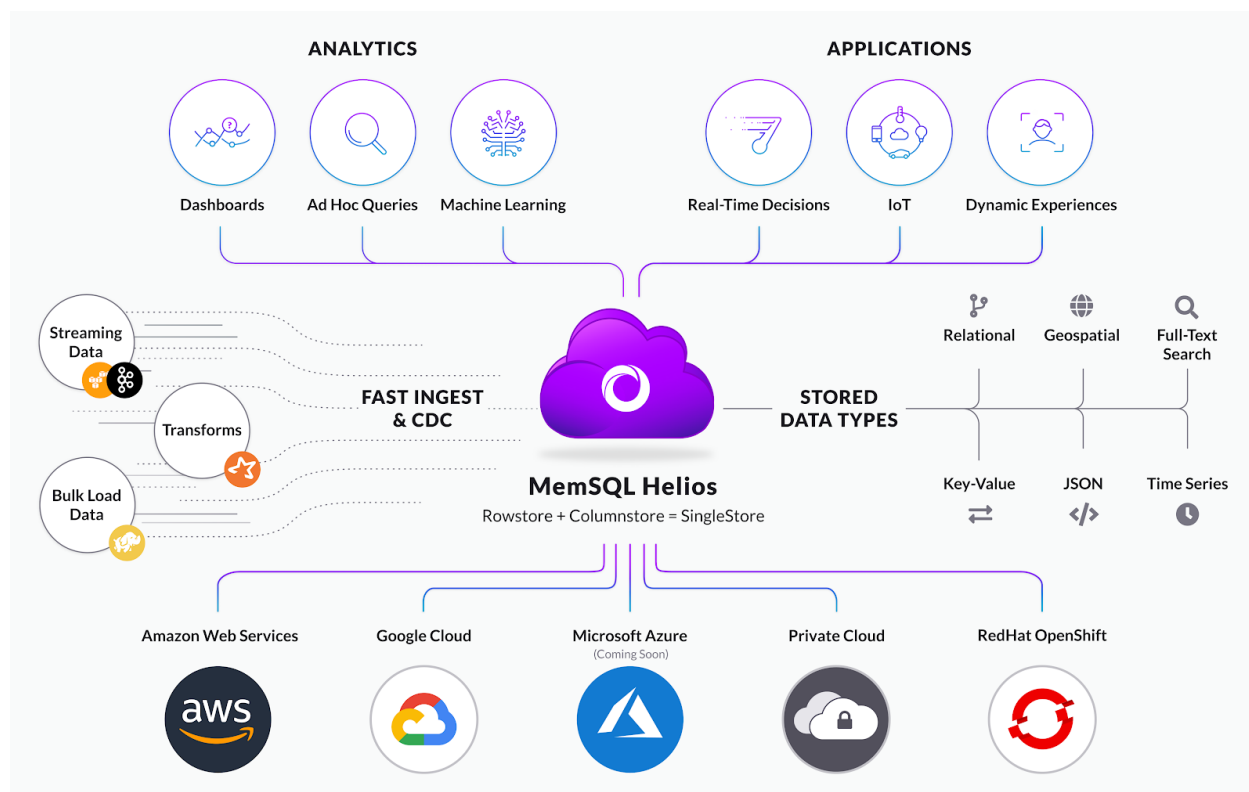 ANALYTICS
APPLICATIONS
?
Dashboards
Ad Hoc Queries
Machine Learning
Real-Time Decisions
IoT
Dynamic Experiences
Streaming
Data
Transforms
Bulk Load
Data
FAST INGEST
& CDC
STORED
DATA TYPES
Relational
Geospatial
Full-Text
Search
Key-Value
JSON
Time Series
MemSQL Helios
Rowstore + Columnstore = SingleStore
Amazon Web Services
Google Cloud
Microsoft Azure
(Coming Soon)
Private Cloud
RedHat OpenShift
aws